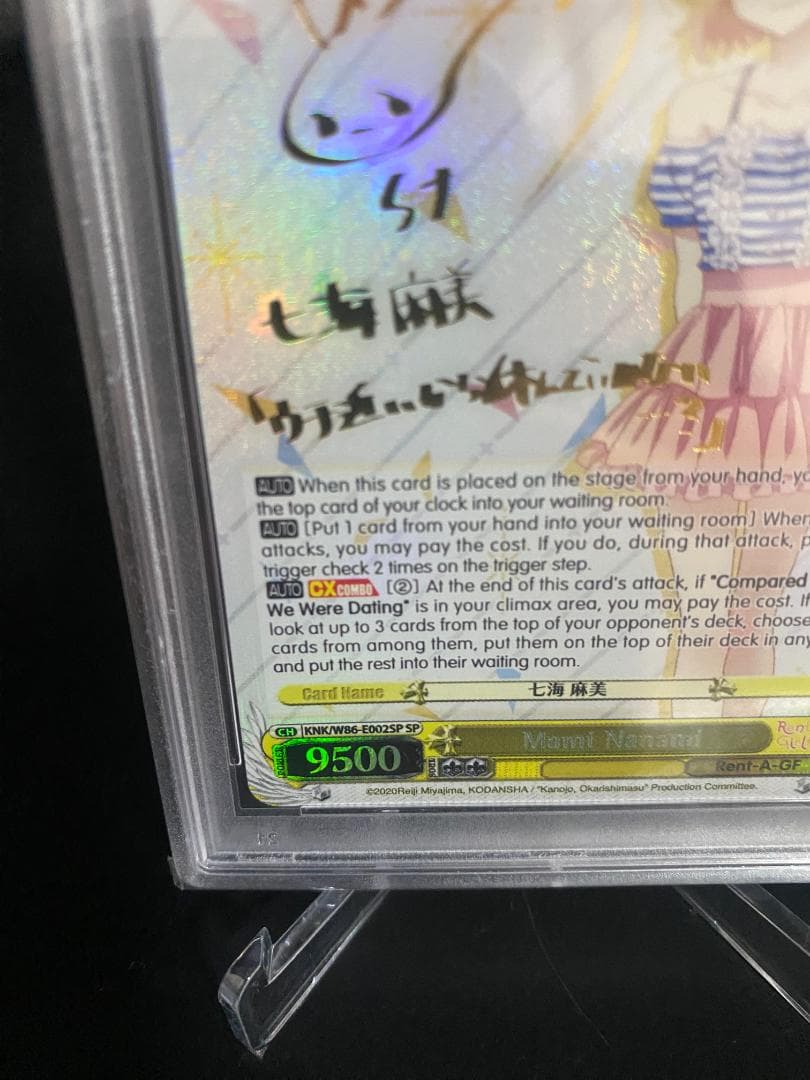 七海 麻美
AUTO When this card is placed on the stage from your hand, yo
the top card of your clock into your waiting room.
AUTO [Put 1 card from your hand into your waiting room] When
attacks, you may pay the cost. If you do, during that attack, p
trigger check 2 times on the trigger step.
AUTO CXCOMBO [②] At the end of this card's attack, if "Compared
We Were Dating" is in your climax area, you may pay the cost. If
look at up to 3 cards from the top of your opponent's deck, choose
cards from among them, put them on the top of their deck in any
and put the rest into their waiting room.
Card Name 七海 麻美
CH KNK/W86-E002SP SP
Mami Nanami
POWER 9500 SOUL
Rent-A-GF
©2020Reiji Miyajima, KODANSHA / "Kanojo, Okarishimasu" Production Committee.